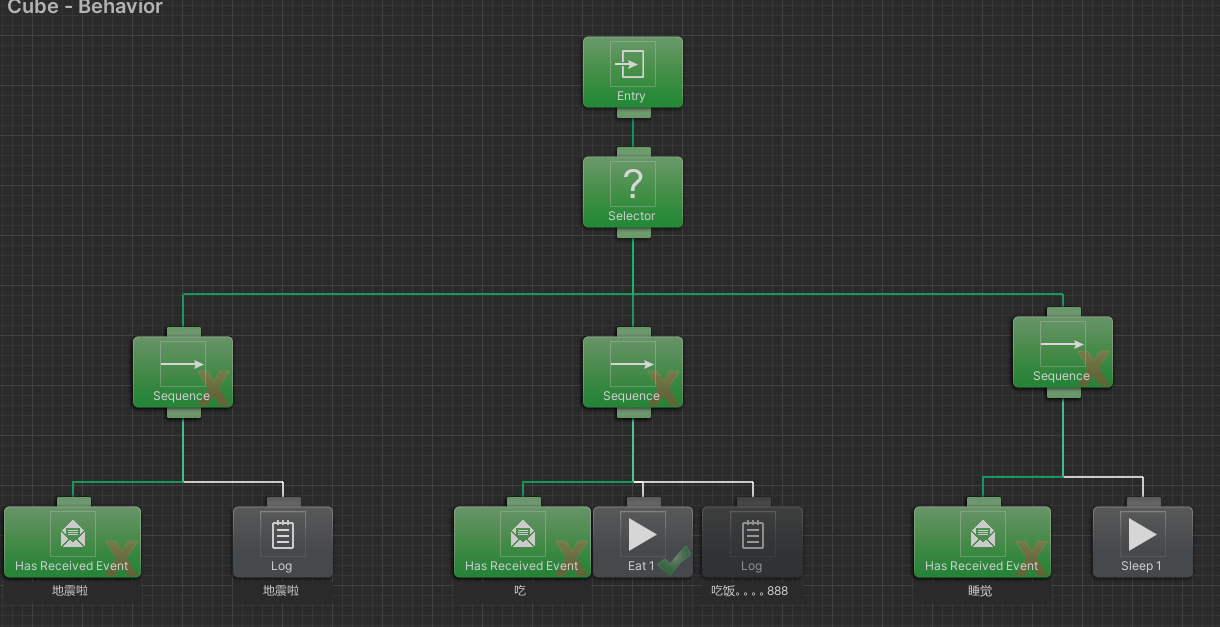 Cube - Behavior
Entry
?
Selector
Sequence
Sequence
Sequence
Has Received Event
Log
Has Received Event
Eat 1
Log
Has Received Event
Sleep 1
地震啦
地震啦
吃
吃饭。。。。888
睡觉